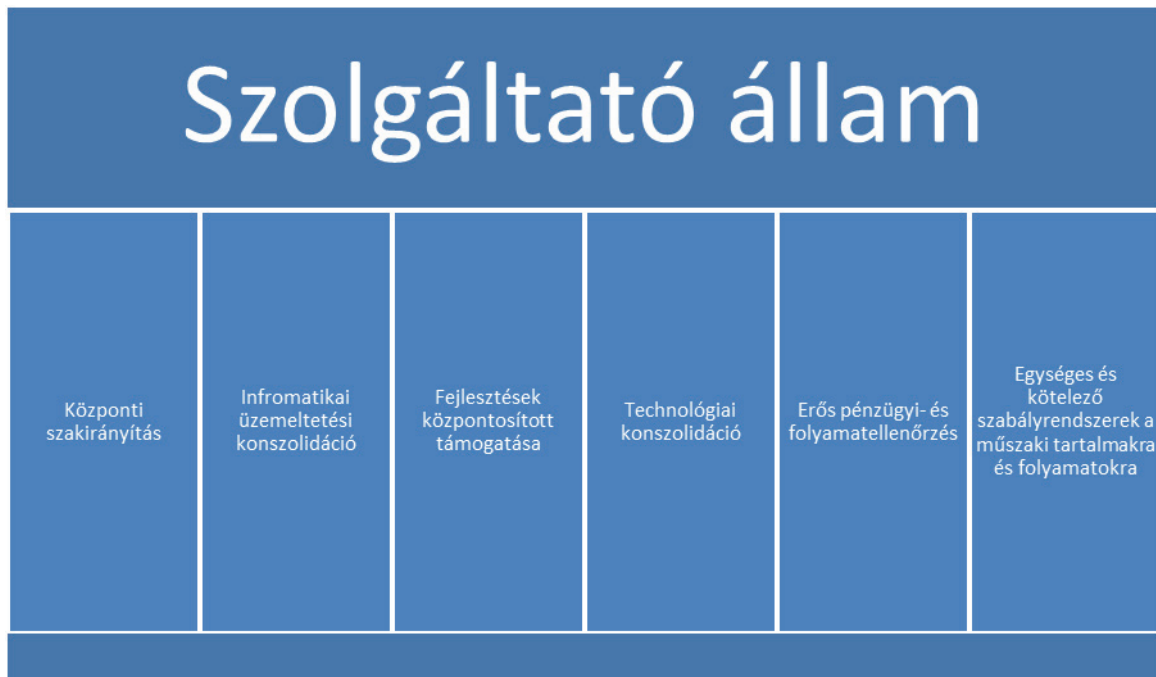 Szolgáltató állam
Központi
szakirányítás
Infromatikai
üzemeltetési
konszolidáció
Fejlesztések
központosított
támogatása
Technológiai
konszolidáció
Erős pénzügyi- és
folyamatellenőrzés
Egységes és
kötelező
szabályrendszerek a
műszaki tartalmakra
és folyamatokra